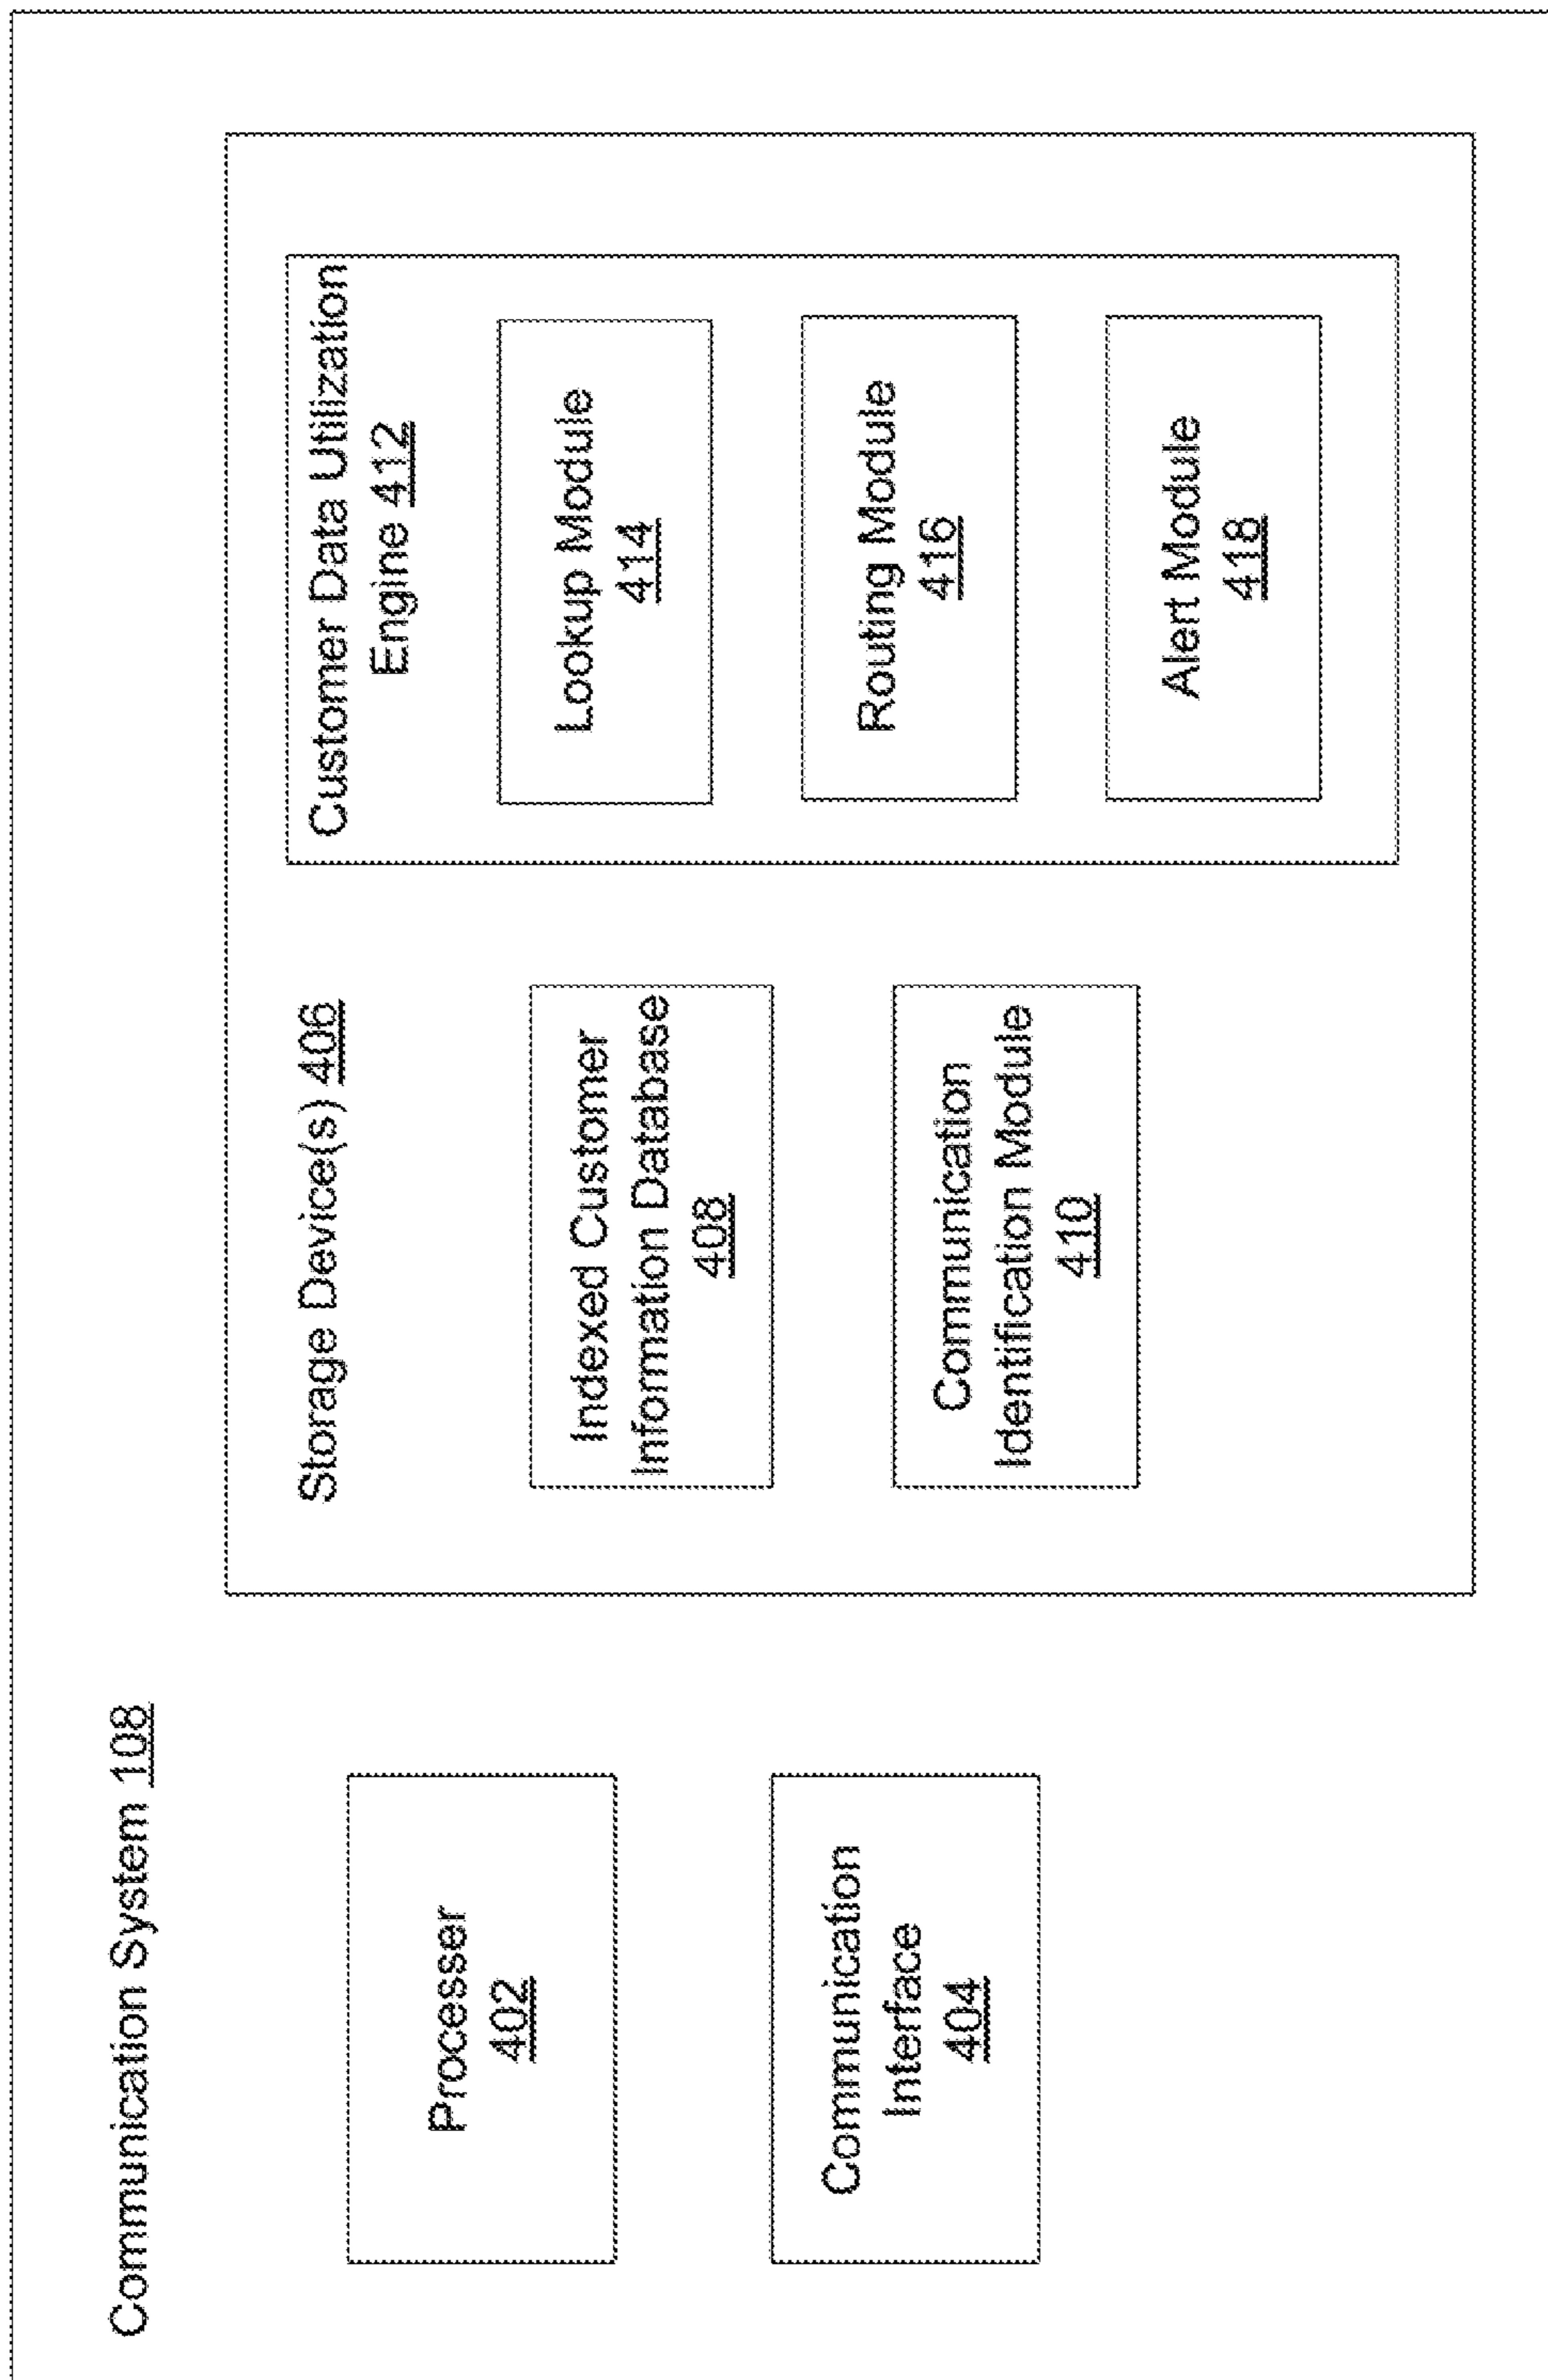 Communication System 108
Processer
402
Communication
Interface
404
Storage Device(s) 406
Indexed Customer
Information Database
408
Communication
Identification Module
410
Customer Data Utilization
Engine 412
Lookup Module
414
Routing Module
416
Alert Module
418